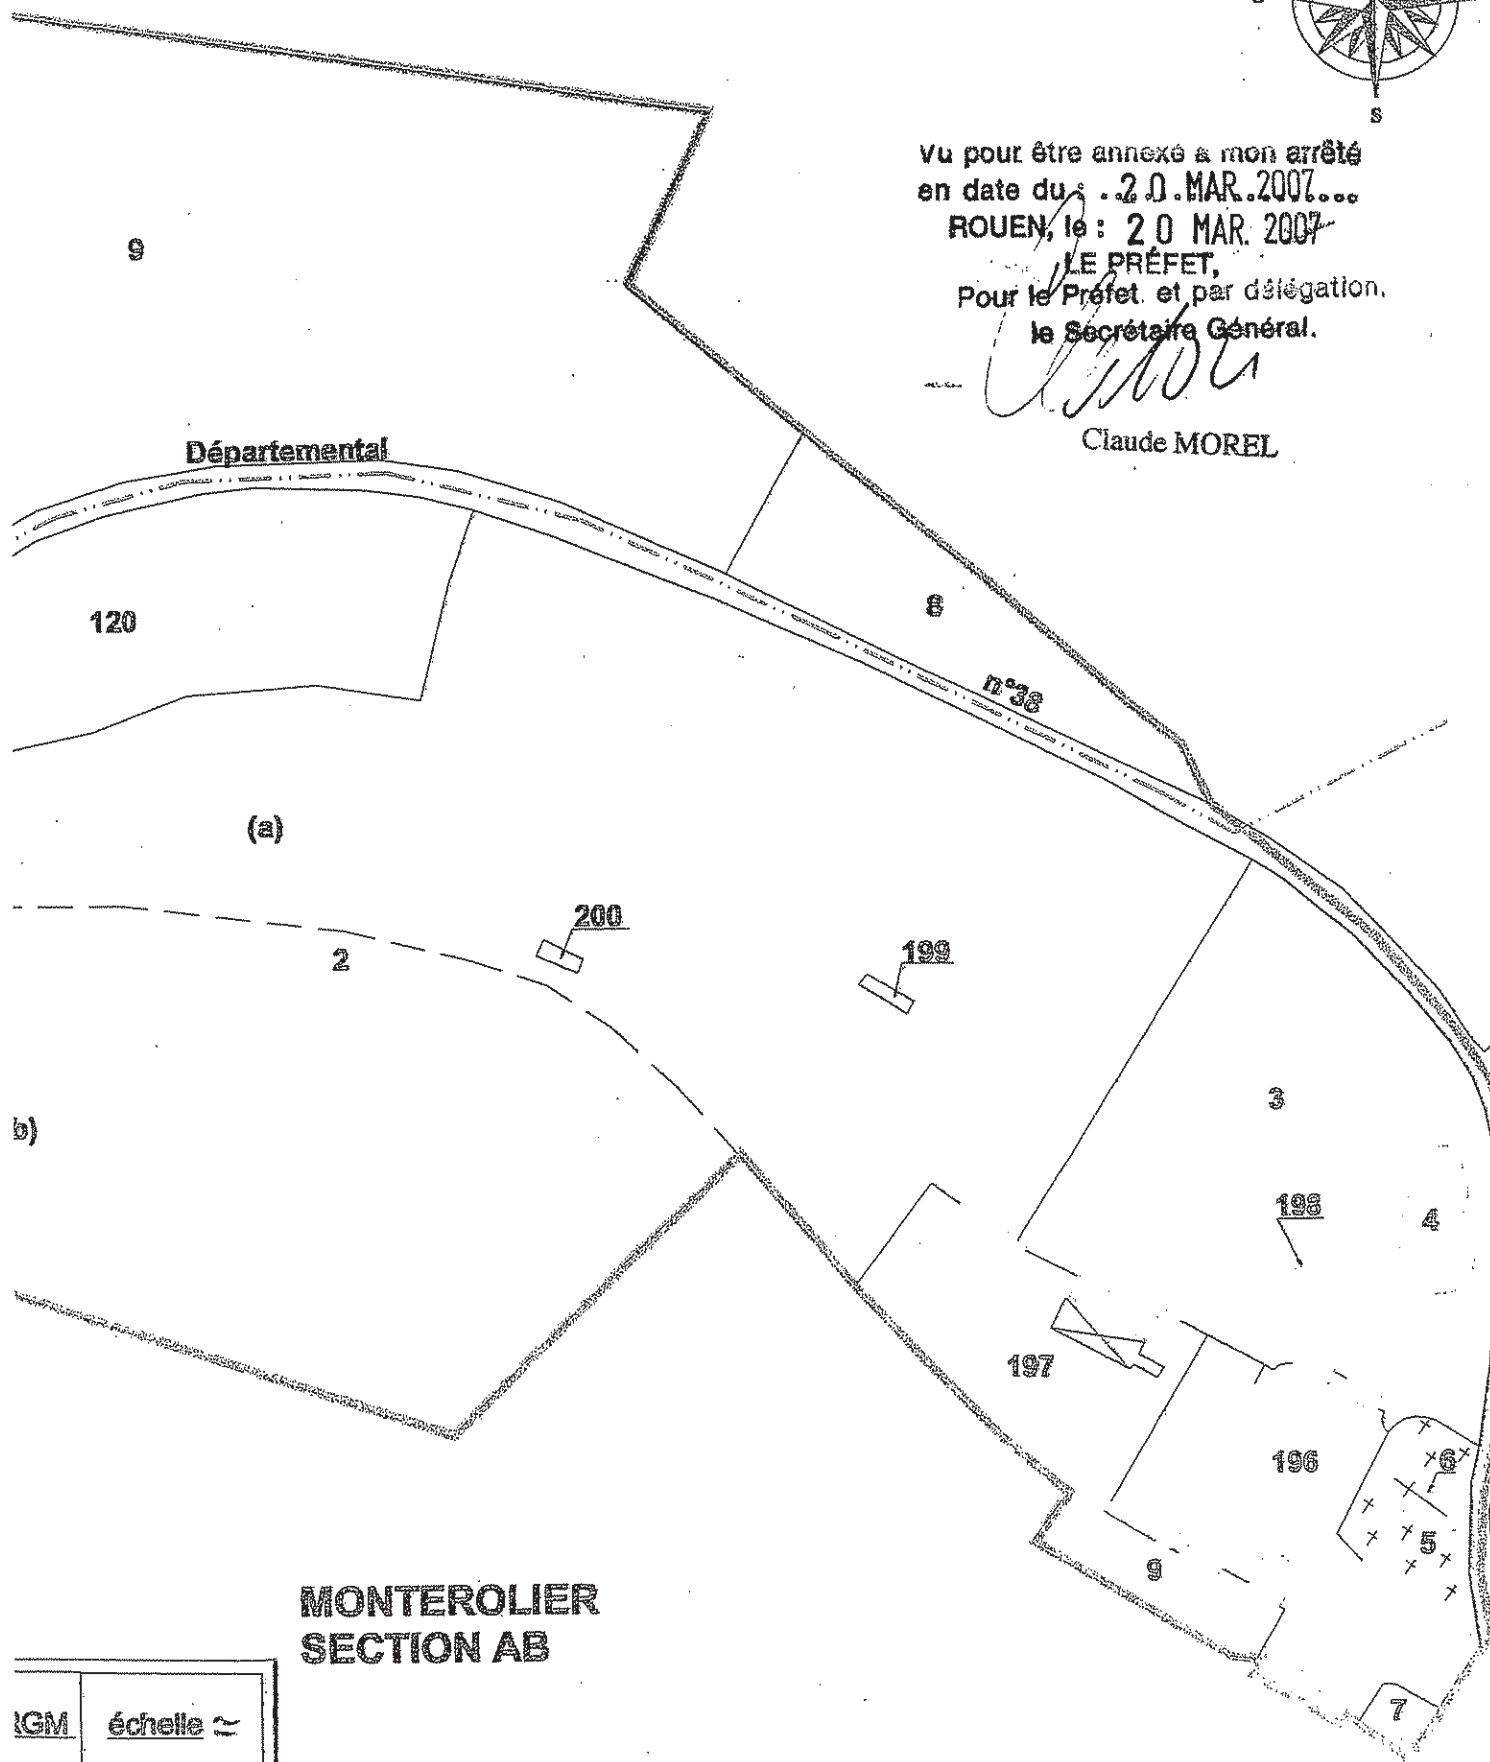 s
Vu pour être annexé à mon arrêté
en date du : . 20. MAR. 2007...
ROUEN, le : 20 MAR. 2007
LE PRÉFET,
Pour le Préfet et par délégation.
le Secrétaire Général.
Claude MOREL
9
Départemental
120
8
n°38
(a)
200
2
199
3
b)
198
4
197
196
6
5
9
MONTEROLIER
SECTION AB
7
RGM
échelle ≃